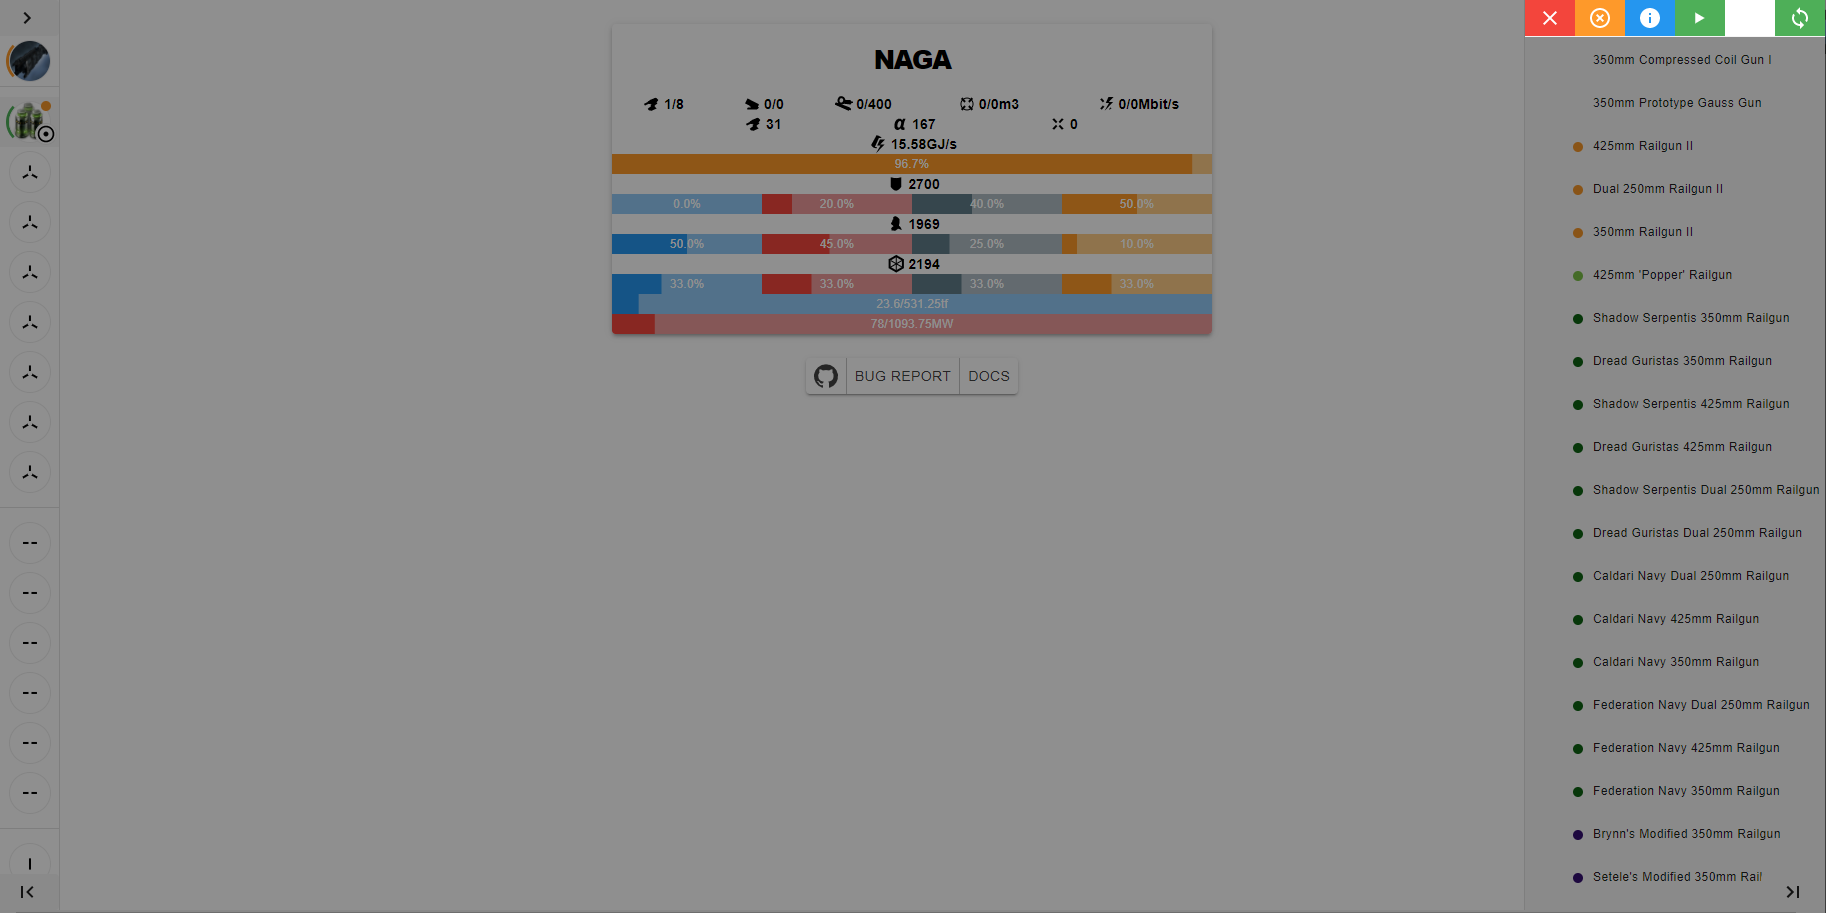 NAGA
1/8 0/0 0/400 0/0m3 0/0Mbit/s
31 α 167 0
15.58GJ/s
96.7%
2700
0.0% 20.0% 40.0% 50.0%
1969
50.0% 45.0% 25.0% 10.0%
2194
33.0% 33.0% 33.0% 33.0%
23.6/531.25tf
78/1093.75MW
BUG REPORT DOCS
350mm Compressed Coil Gun I
350mm Prototype Gauss Gun
425mm Railgun II
Dual 250mm Railgun II
350mm Railgun II
425mm 'Popper' Railgun
Shadow Serpentis 350mm Railgun
Dread Guristas 350mm Railgun
Shadow Serpentis 425mm Railgun
Dread Guristas 425mm Railgun
Shadow Serpentis Dual 250mm Railgun
Dread Guristas Dual 250mm Railgun
Caldari Navy Dual 250mm Railgun
Caldari Navy 425mm Railgun
Caldari Navy 350mm Railgun
Federation Navy Dual 250mm Railgun
Federation Navy 425mm Railgun
Federation Navy 350mm Railgun
Brynn's Modified 350mm Railgun
Setele's Modified 350mm Rail